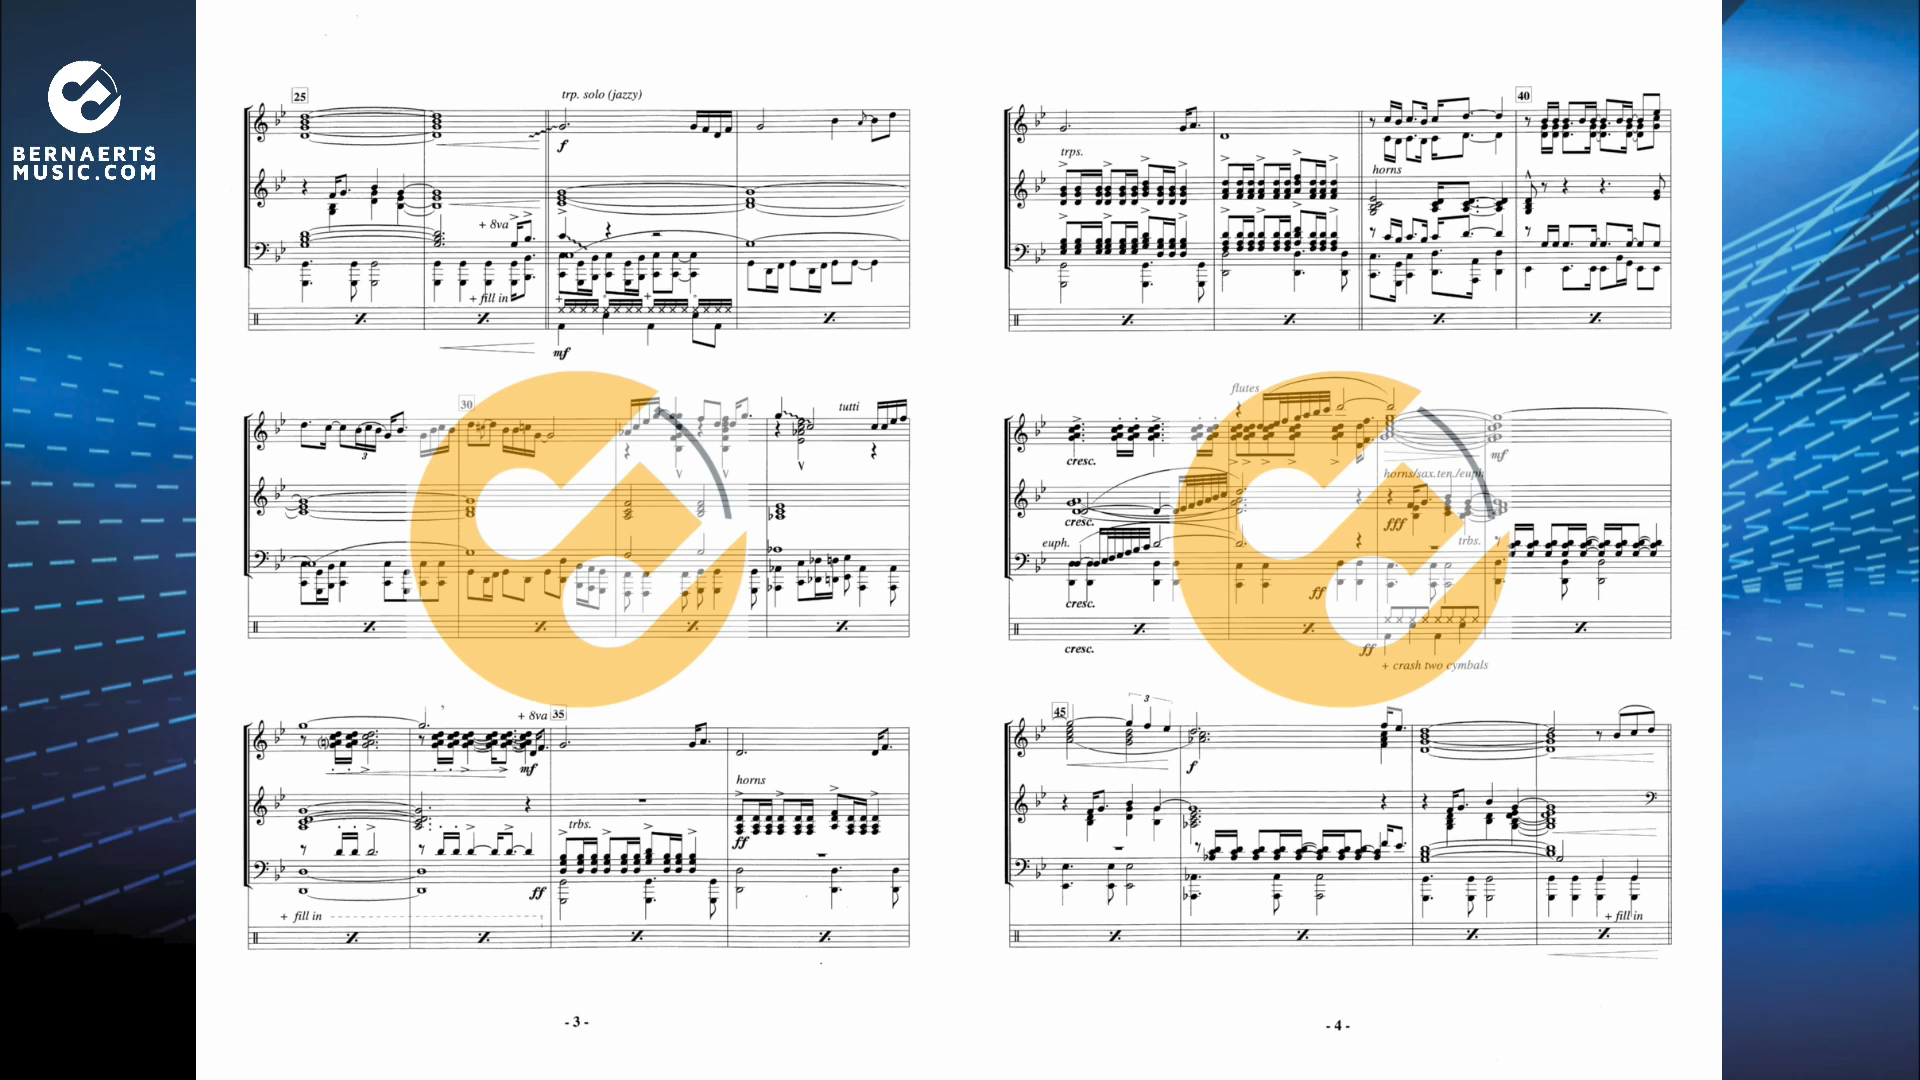 BERNAERTS
MUSIC.COM
25
trp. solo (jazzy)
f
+ 8va
+ fill in
mf
30
tutti
3
+ 8va
35
mf
horns
trbs.
ff
ff
+ fill in
- 3 -
40
trps.
horns
flutes
cresc.
mf
horns/sax.ten./euph
cresc.
fff
euph.
trbs.
ff
cresc.
cresc.
ff
+ crash two cymbals
45
3
f
+ fill in
- 4 -